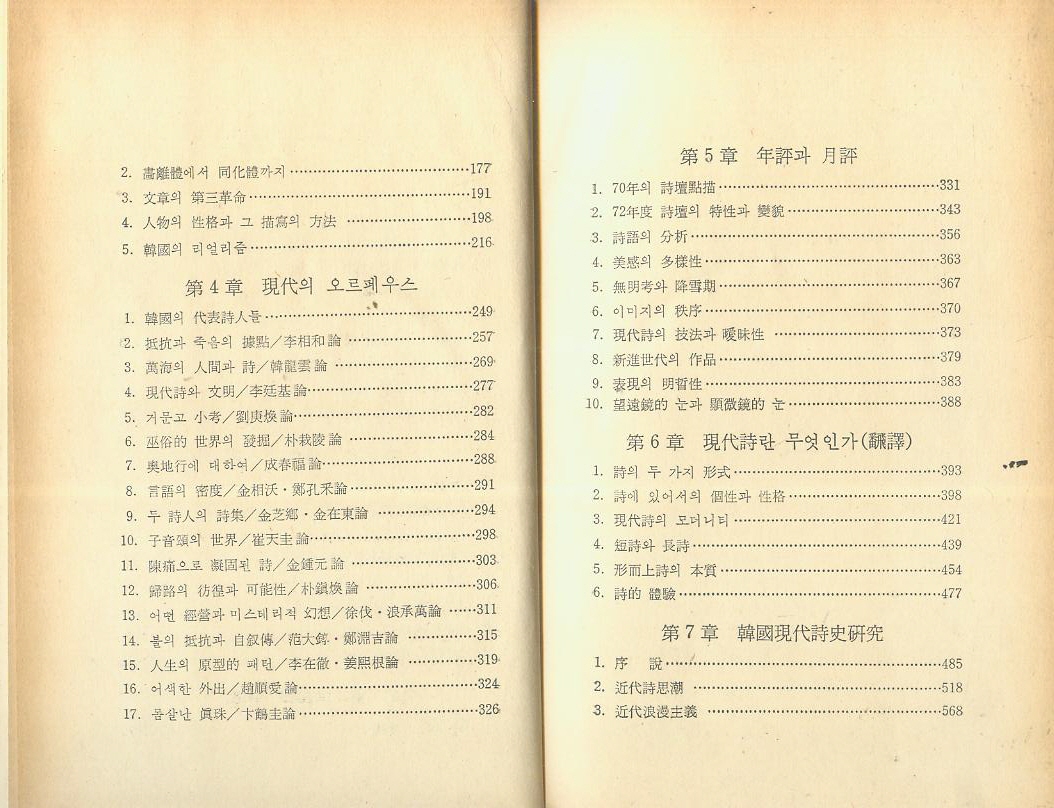 2. 畵離體에서 同化體까지 ……………………………177
3. 文章의 第三革命 ……………………………191
4. 人物의 性格과 그 描寫의 方法 ……………………………198
5. 韓國의 리얼리즘 ……………………………216
第4章 現代의 오르페우스
1. 韓國의 代表詩人들 ……………………………249
2. 抵抗과 죽음의 據點/李相和論 ……………………………257
3. 萬海의 人間과 詩/韓龍雲論 ……………………………269
4. 現代詩와 文明/李廷基論 ……………………………277
5. 거문고 小考/劉庚煥論 ……………………………282
6. 巫俗的 世界의 發掘/朴栽陵論 ……………………………284
7. 奧地行에 대하여/成春福論 ……………………………288
8. 言語의 密度/金相沃·鄭孔釆論 ……………………………291
9. 두 詩人의 詩集/金芝鄕·金在東論 ……………………………294
10. 子音頌의 世界/崔天圭論 ……………………………298
11. 陳痛으로 凝固된 詩/金鍾元論 ……………………………303
12. 歸路의 彷徨과 可能性/朴鎭煥論 ……………………………306
13. 어떤 經營과 미스테리적 幻想/徐伐·浪承萬論 ……311
14. 불의 抵抗과 自叙傳/范大錞·鄭淵吉論 ……………………………315
15. 人生의 原型的 패턴/李在徹·姜熙根論 ……………………………319
16. 어색한 外出/趙順愛論 ……………………………324
17. 몸살난 眞珠/卞鶴圭論 ……………………………326
第5章 年評과 月評
1. 70年의 詩壇點描 ……………………………331
2. 72年度 詩壇의 特性과 變貌 ……………………………343
3. 詩語의 分析 ……………………………356
4. 美感의 多樣性 ……………………………363
5. 無明考와 降雪期 ……………………………367
6. 이미지의 秩序 ……………………………370
7. 現代詩의 技法과 曖昧性 ……………………………373
8. 新進世代의 作品 ……………………………379
9. 表現의 明晳性 ……………………………383
10. 望遠鏡的 눈과 顯微鏡的 눈 ……………………………388
第6章 現代詩란 무엇인가(飜譯)
1. 詩의 두 가지 形式 ……………………………393
2. 詩에 있어서의 個性과 性格 ……………………………398
3. 現代詩의 모더니티 ……………………………421
4. 短詩와 長詩 ……………………………439
5. 形而上詩의 本質 ……………………………454
6. 詩的 體驗 ……………………………477
第7章 韓國現代詩史硏究
1. 序 說 ……………………………485
2. 近代詩思潮 ……………………………518
3. 近代浪漫主義 ……………………………568